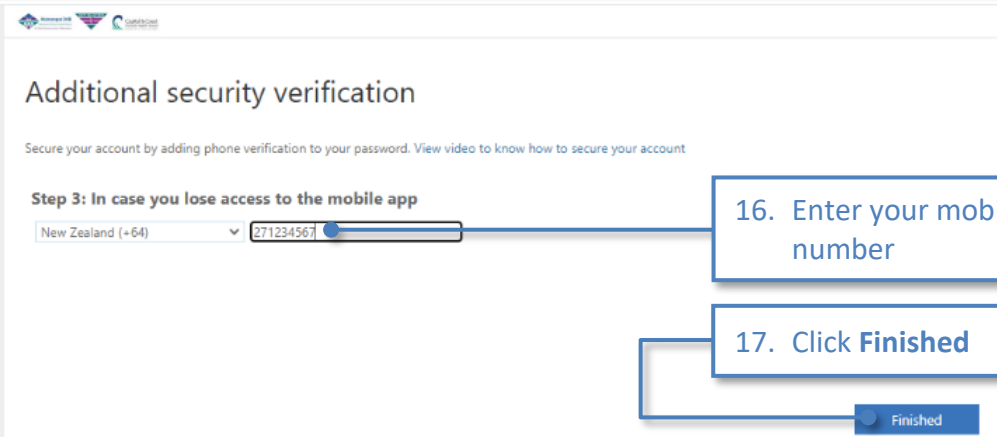 Additional security verification
Secure your account by adding phone verification to your password. View video to know how to secure your account
Step 3: In case you lose access to the mobile app
New Zealand (+64) 271234567
16. Enter your mob
number
17. Click Finished
Finished